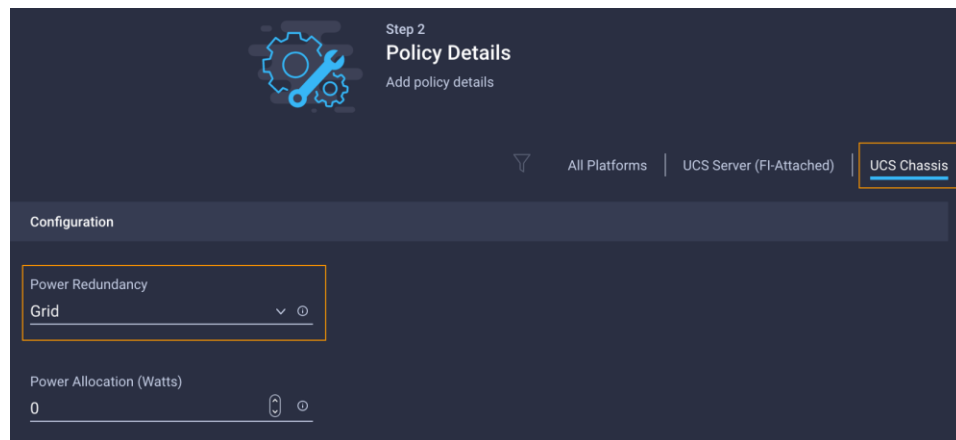 Step 2
Policy Details
Add policy details
All Platforms UCS Server (FI-Attached) UCS Chassis
Configuration
Power Redundancy
Grid
Power Allocation (Watts)
0